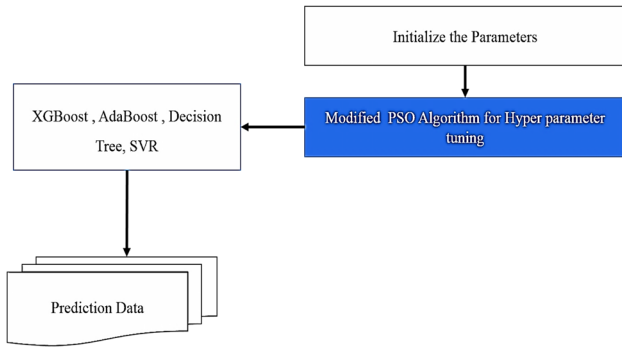 Initialize the Parameters
Modified PSO Algorithm for Hyper parameter
tuning
XGBoost , AdaBoost , Decision
Tree, SVR
Prediction Data